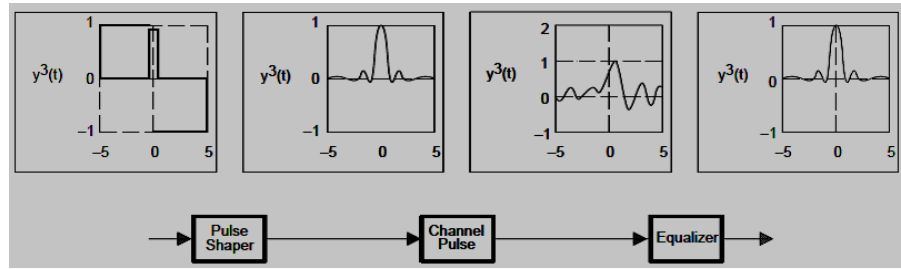 1
y³(t)
0
–1
–5 0 5
1
y³(t)
0
–1
–5 0 5
2
y³(t)
1
0
–1
–5 0 5
1
y³(t)
0
–1
–5 0 5
Pulse
Shaper
Channel
Pulse
Equalizer